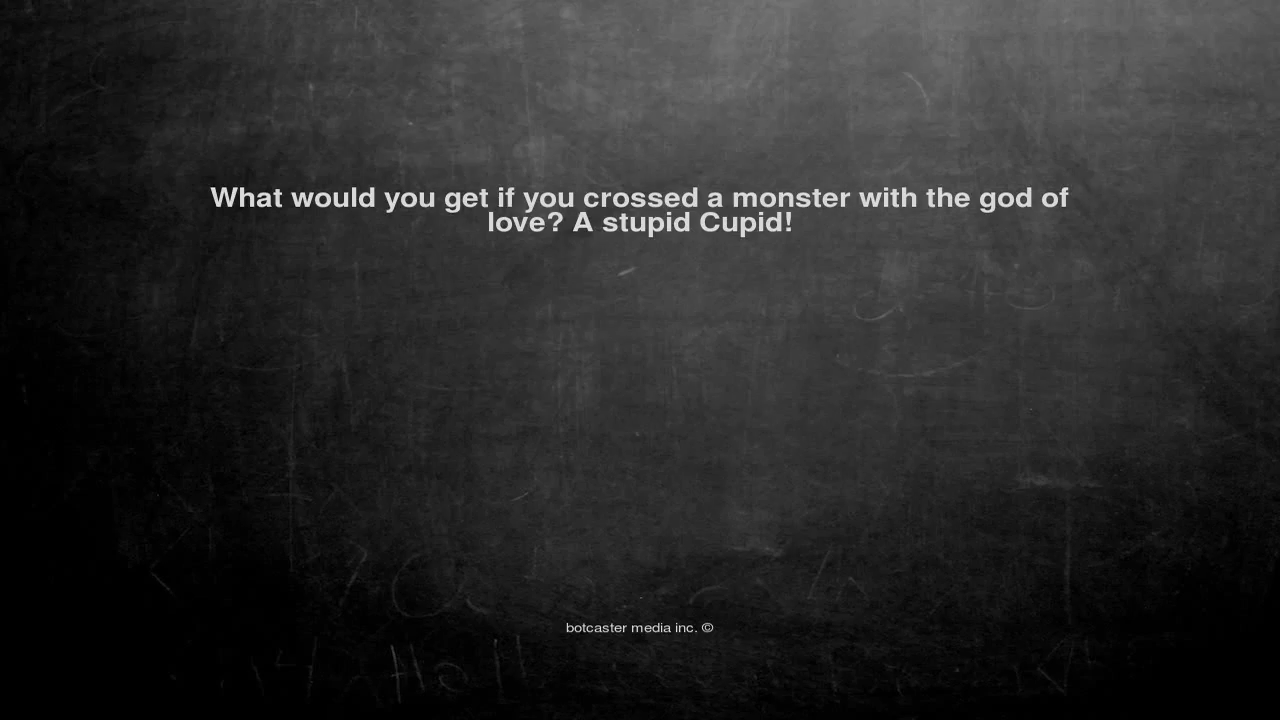 What would you get if you crossed a monster with the god of
love? A stupid Cupid!
botcaster media inc. ©